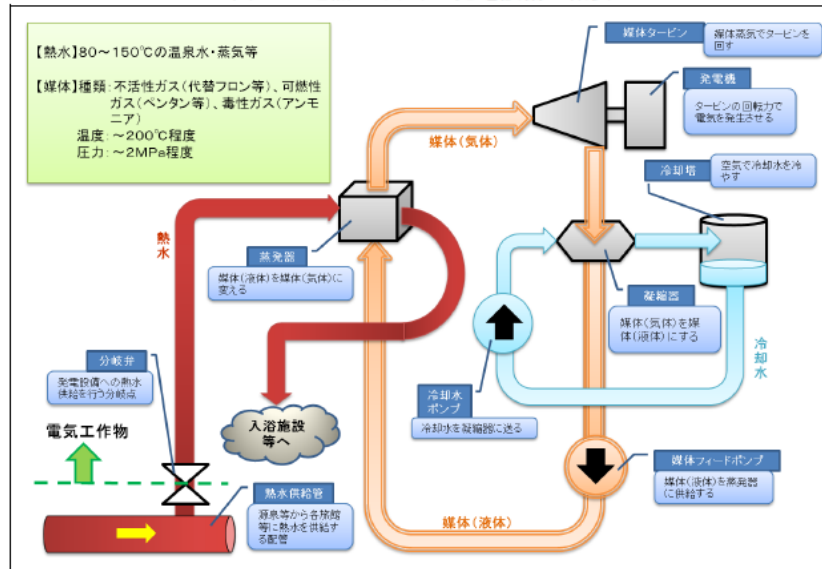 【熱水】80～150℃の温泉水・蒸気等
【媒体】種類：不活性ガス(代替フロン等)、可燃性
ガス(ペンタン等)、毒性ガス(アンモ
ニア)
温度：～200℃程度
圧力：～2MPa程度
媒体タービン
媒体蒸気でタービンを
回す
発電機
タービンの回転力で
電気を発生させる
媒体(気体)
冷却塔
空気で冷却水を冷
やす
熱水
蒸発器
媒体(液体)を媒体(気体)に
変える
凝縮器
媒体(気体)を媒
体(液体)にする
冷却水
分岐弁
発電設備への熱水
供給を行う分岐点
冷却水
ポンプ
冷却水を凝縮器に送る
入浴施設
等へ
電気工作物
媒体フィードポンプ
媒体(液体)を蒸発器
に供給する
熱水供給管
源泉等から各旅館
等に熱水を供給す
る配管
媒体(液体)